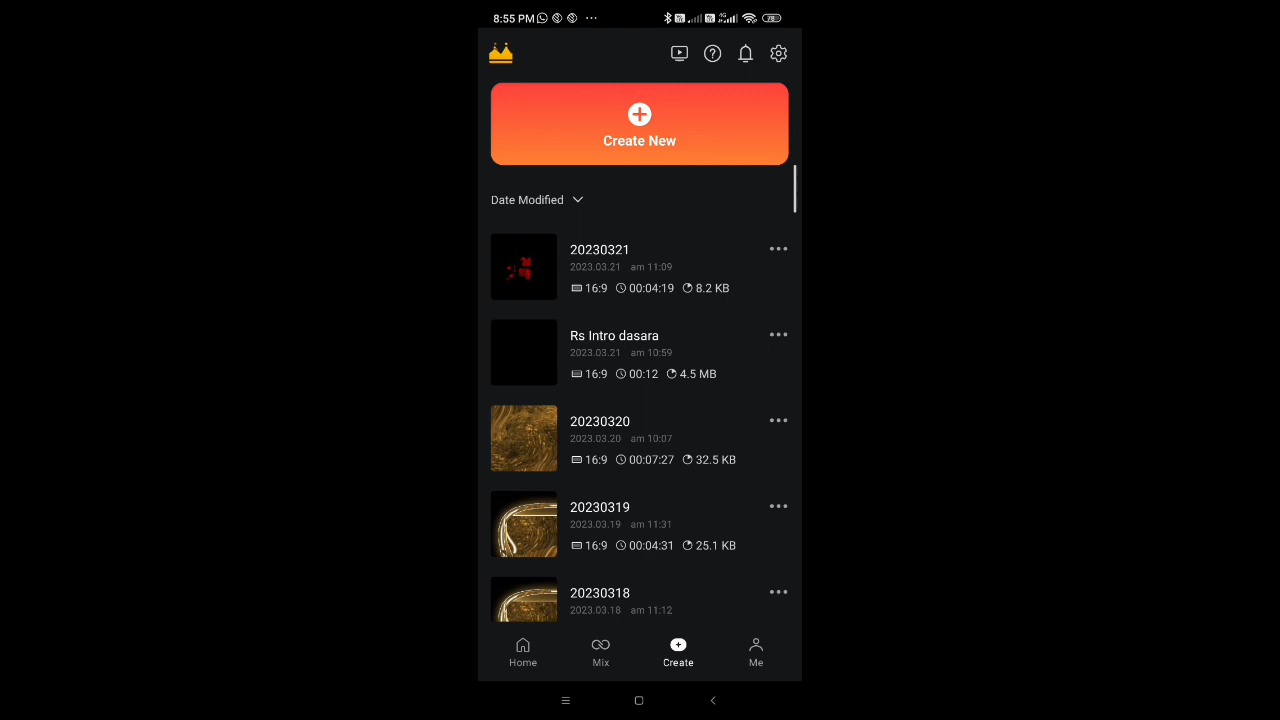 8:55 PM
4G
78
Create New
Date Modified
20230321
2023.03.21 am 11:09
16:9 00:04:19 8.2 KB
Rs Intro dasara
2023.03.21 am 10:59
16:9 00:12 4.5 MB
20230320
2023.03.20 am 10:07
16:9 00:07:27 32.5 KB
20230319
2023.03.19 am 11:31
16:9 00:04:31 25.1 KB
20230318
2023.03.18 am 11:12
Home Mix Create Me